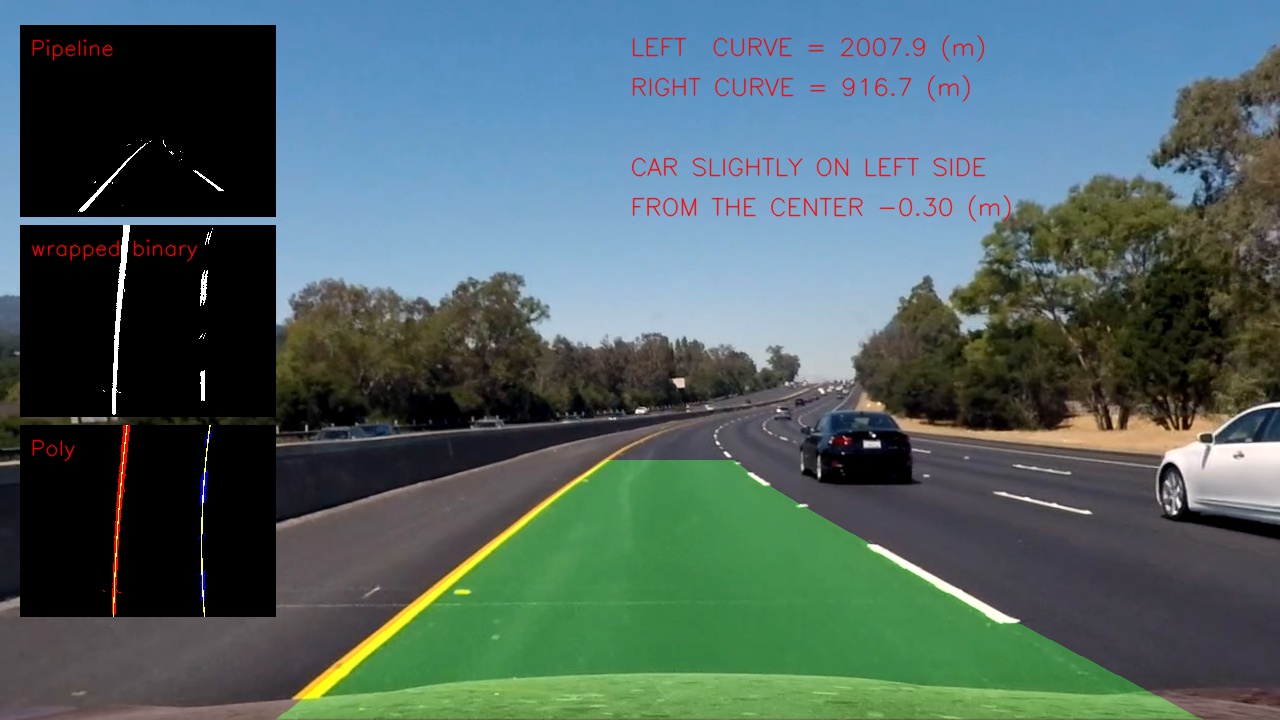 Pipeline
wrapped binary
Poly
LEFT CURVE = 2007.9 (m)
RIGHT CURVE = 916.7 (m)
CAR SLIGHTLY ON LEFT SIDE
FROM THE CENTER -0.30 (m)